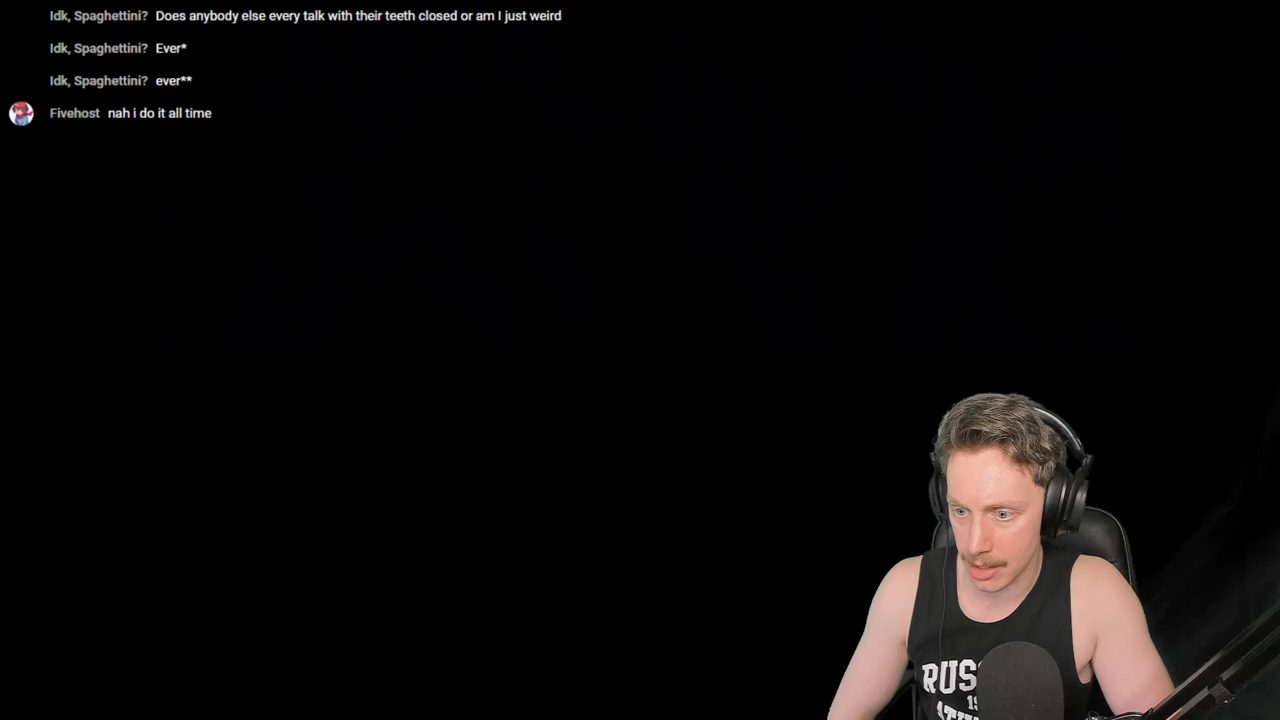 Idk, Spaghettini? Does anybody else every talk with their teeth closed or am I just weird
Idk, Spaghettini? Ever*
Idk, Spaghettini? ever**
Fivehost nah i do it all time